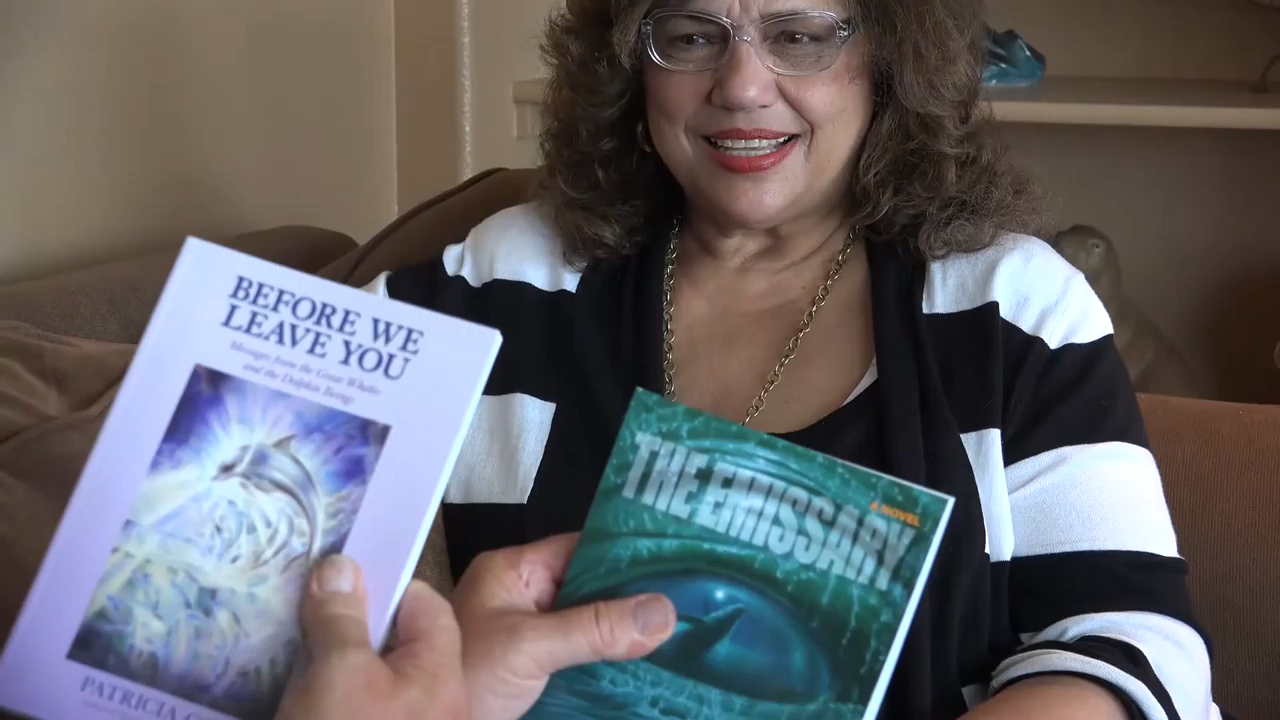 BEFORE WE
LEAVE YOU
Messages from the Great Whales
and the Dolphin Beings
PATRICIA
THE EMISSARY
A NOVEL